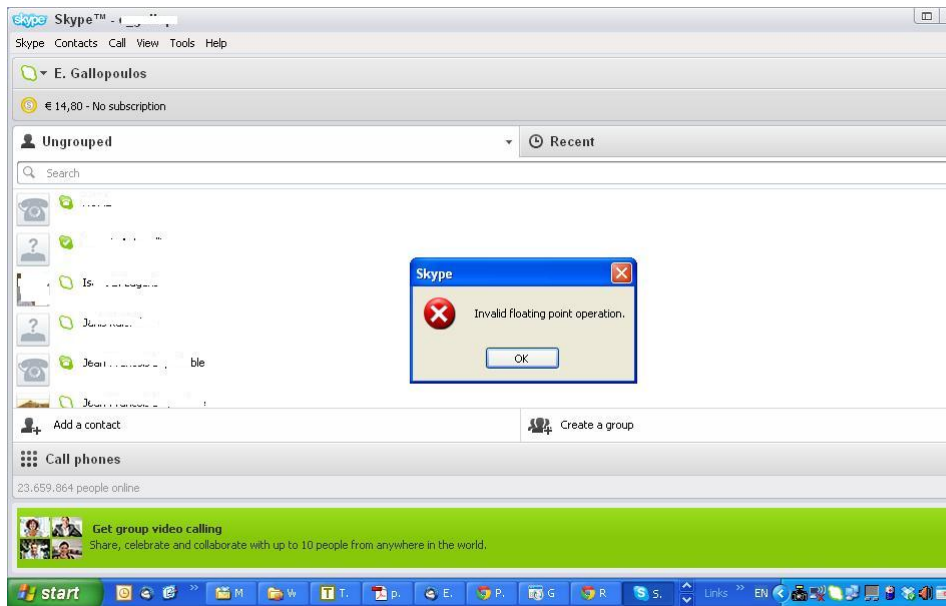 skype Skype™ -
Skype Contacts Call View Tools Help
E. Gallopoulos
€ 14,80 - No subscription
Ungrouped
Recent
Search
Skype
Invalid floating point operation.
OK
ble
Add a contact
Create a group
Call phones
23.659.864 people online
Get group video calling
Share, celebrate and collaborate with up to 10 people from anywhere in the world.
start M W T. p. E. P. G R S. Links EN